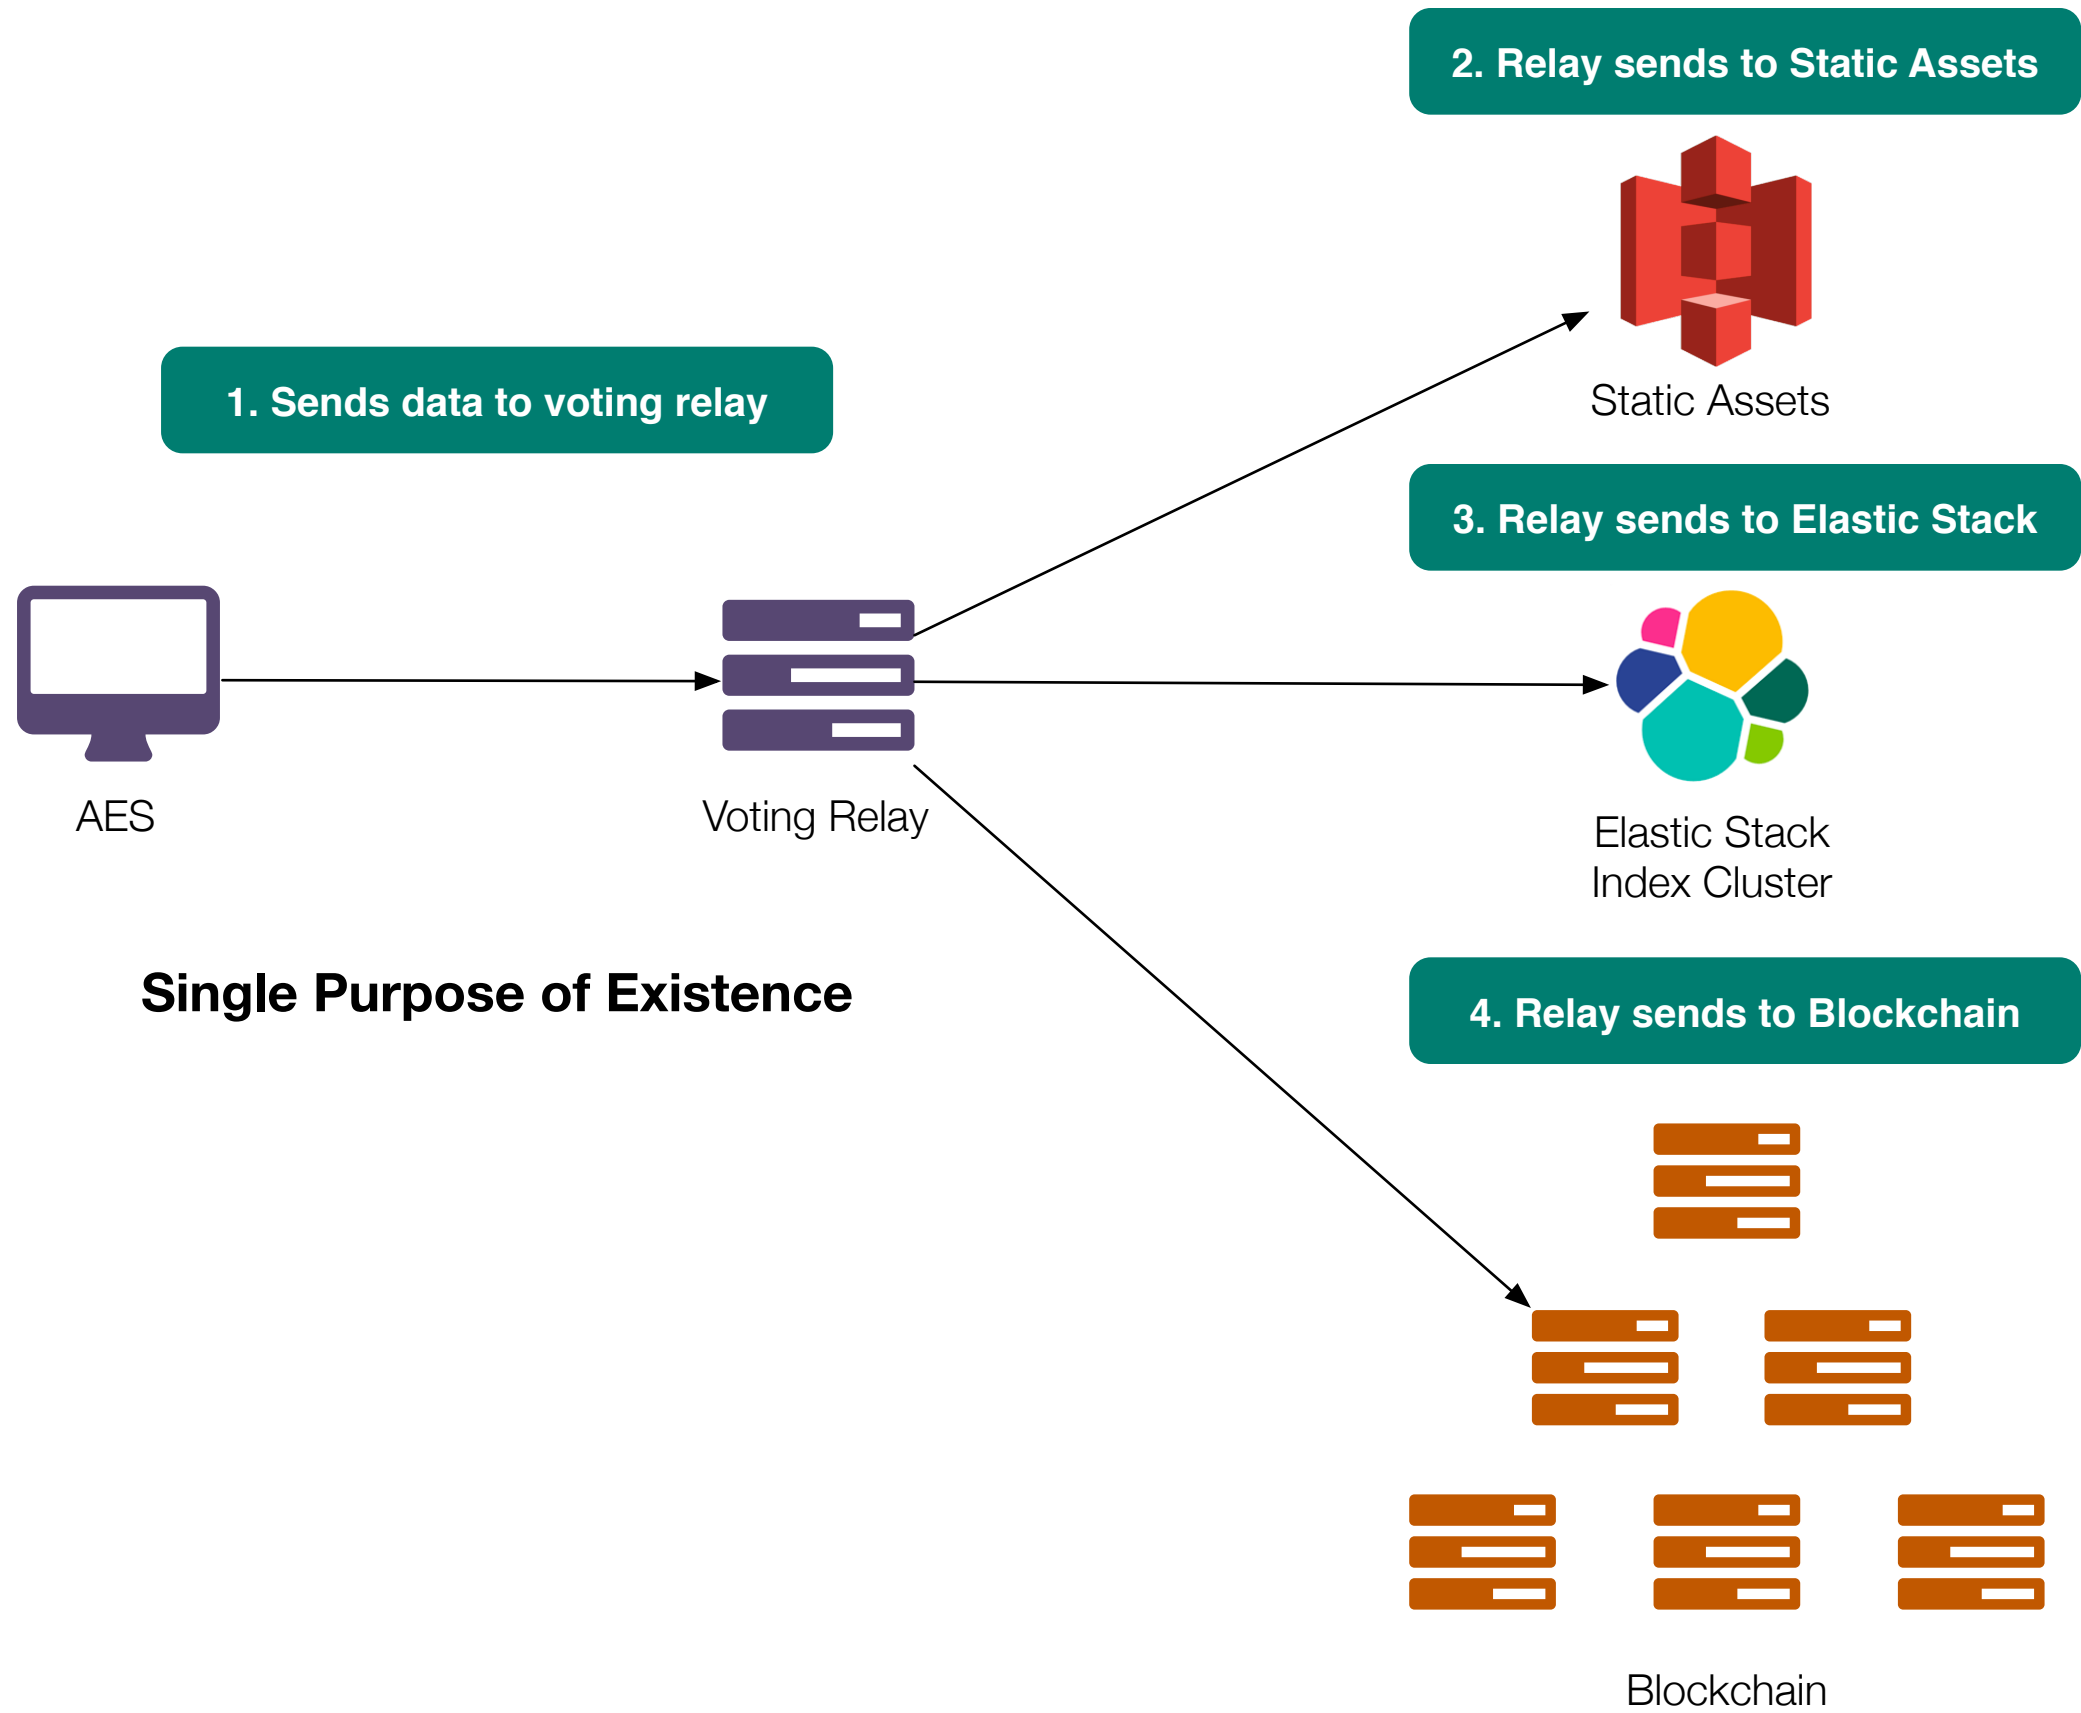 2. Relay sends to Static Assets
Static Assets
1. Sends data to voting relay
3. Relay sends to Elastic Stack
AES
Voting Relay
Elastic Stack
Index Cluster
Single Purpose of Existence
4. Relay sends to Blockchain
Blockchain